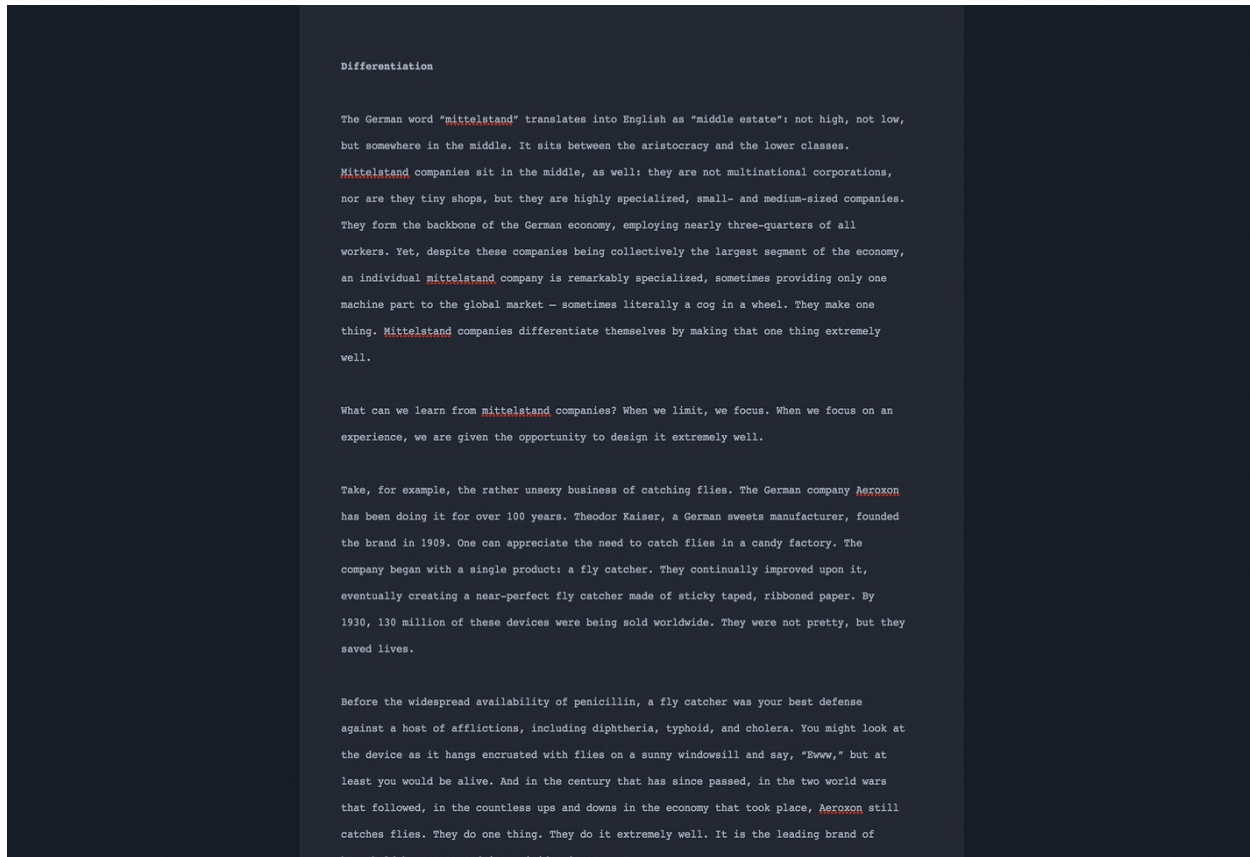 Differentiation
The German word “mittelstand” translates into English as “middle estate”: not high, not low,
but somewhere in the middle. It sits between the aristocracy and the lower classes.
Mittelstand companies sit in the middle, as well: they are not multinational corporations,
nor are they tiny shops, but they are highly specialized, small- and medium-sized companies.
They form the backbone of the German economy, employing nearly three-quarters of all
workers. Yet, despite these companies being collectively the largest segment of the economy,
an individual mittelstand company is remarkably specialized, sometimes providing only one
machine part to the global market — sometimes literally a cog in a wheel. They make one
thing. Mittelstand companies differentiate themselves by making that one thing extremely
well.
What can we learn from mittelstand companies? When we limit, we focus. When we focus on an
experience, we are given the opportunity to design it extremely well.
Take, for example, the rather unsexy business of catching flies. The German company Aeroxon
has been doing it for over 100 years. Theodor Kaiser, a German sweets manufacturer, founded
the brand in 1909. One can appreciate the need to catch flies in a candy factory. The
company began with a single product: a fly catcher. They continually improved upon it,
eventually creating a near-perfect fly catcher made of sticky taped, ribboned paper. By
1930, 130 million of these devices were being sold worldwide. They were not pretty, but they
saved lives.
Before the widespread availability of penicillin, a fly catcher was your best defense
against a host of afflictions, including diphtheria, typhoid, and cholera. You might look at
the device as it hangs encrusted with flies on a sunny windowsill and say, “Ewww,” but at
least you would be alive. And in the century that has since passed, in the two world wars
that followed, in the countless ups and downs in the economy that took place, Aeroxon still
catches flies. They do one thing. They do it extremely well. It is the leading brand of